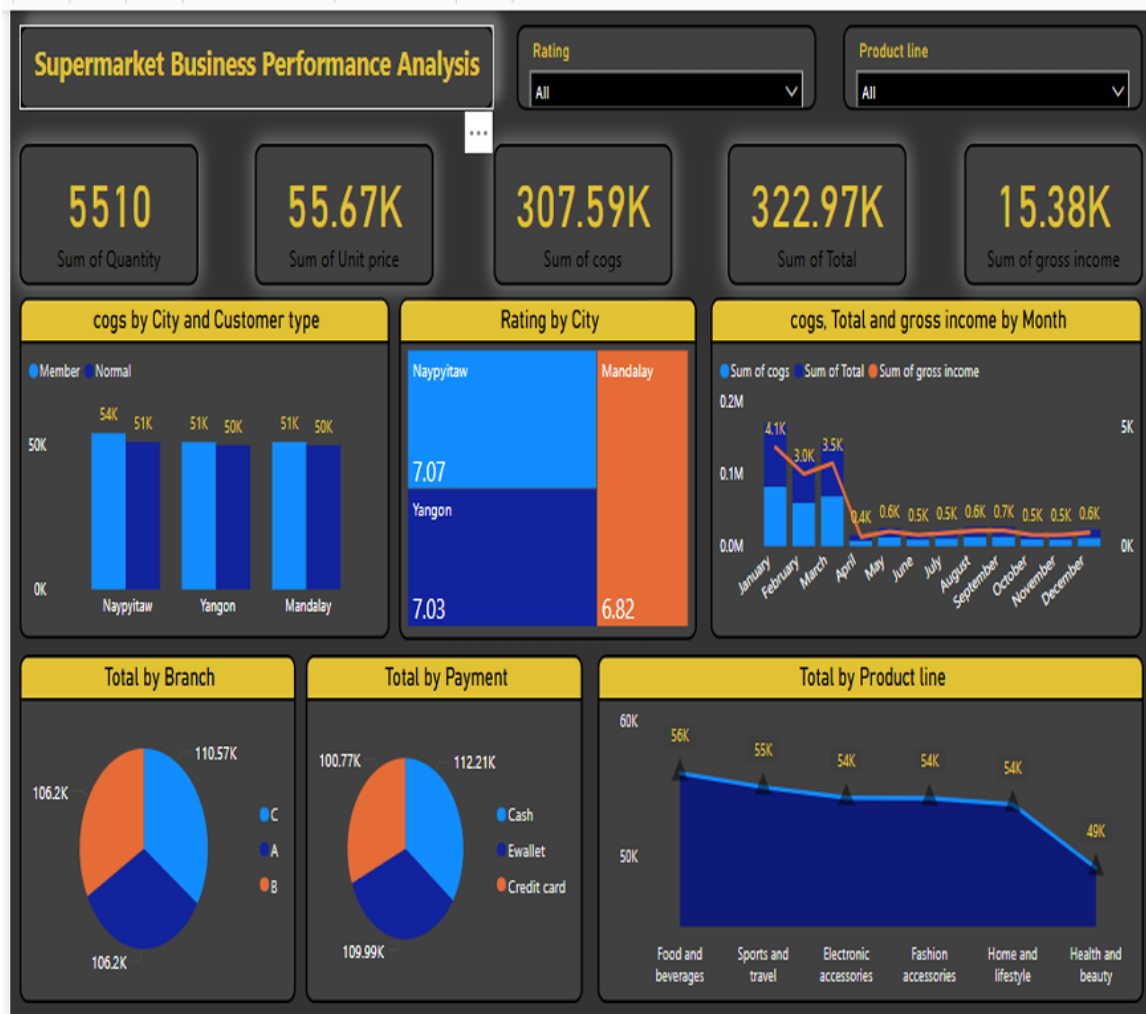 Supermarket Business Performance Analysis
Rating
All
Product line
All
...
5510
Sum of Quantity
55.67K
Sum of Unit price
307.59K
Sum of cogs
322.97K
Sum of Total
15.38K
Sum of gross income
cogs by City and Customer type
Member Normal
54K 51K 51K 50K 51K 50K
50K
0K
Naypyitaw Yangon Mandalay
Rating by City
Naypyitaw
7.07
Yangon
7.03
Mandalay
6.82
cogs, Total and gross income by Month
Sum of cogs Sum of Total Sum of gross income
0.2M
0.1M
0.0M
5K
0K
4.1K 3.0K 3.5K 0.4K 0.6K 0.5K 0.5K 0.6K 0.7K 0.5K 0.5K 0.6K
January February March April May June July August September October November December
Total by Branch
110.57K
106.2K
106.2K
C
A
B
Total by Payment
100.77K
112.21K
109.99K
Cash
Ewallet
Credit card
Total by Product line
60K
50K
56K 55K 54K 54K 54K 49K
Food and beverages
Sports and travel
Electronic accessories
Fashion accessories
Home and lifestyle
Health and beauty